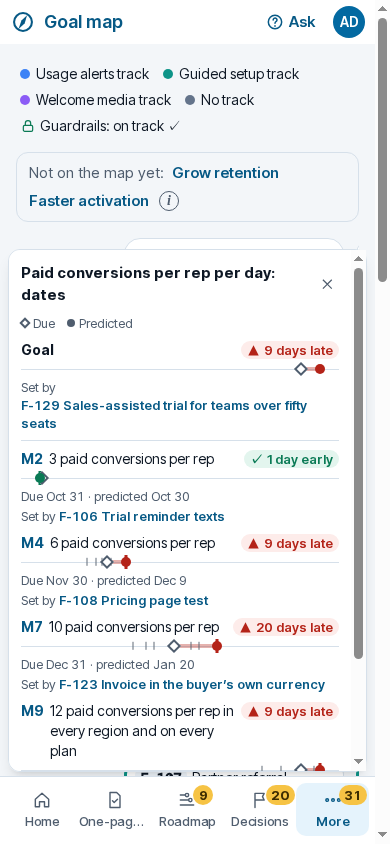 Goal map
Ask
AD
Usage alerts track
Guided setup track
Welcome media track
No track
Guardrails: on track ✓
Not on the map yet: Grow retention
Faster activation i
Paid conversions per rep per day:
dates
Due
Predicted
Goal
▲ 9 days late
Set by
F-129 Sales-assisted trial for teams over fifty
seats
M2 3 paid conversions per rep
✓ 1 day early
Due Oct 31 · predicted Oct 30
Set by F-106 Trial reminder texts
M4 6 paid conversions per rep
▲ 9 days late
Due Nov 30 · predicted Dec 9
Set by F-108 Pricing page test
M7 10 paid conversions per rep
▲ 20 days late
Due Dec 31 · predicted Jan 20
Set by F-123 Invoice in the buyer’s own currency
M9 12 paid conversions per rep in
▲ 9 days late
every region and on every
plan
Home
One-pag…
9
Roadmap
20
Decisions
31
More